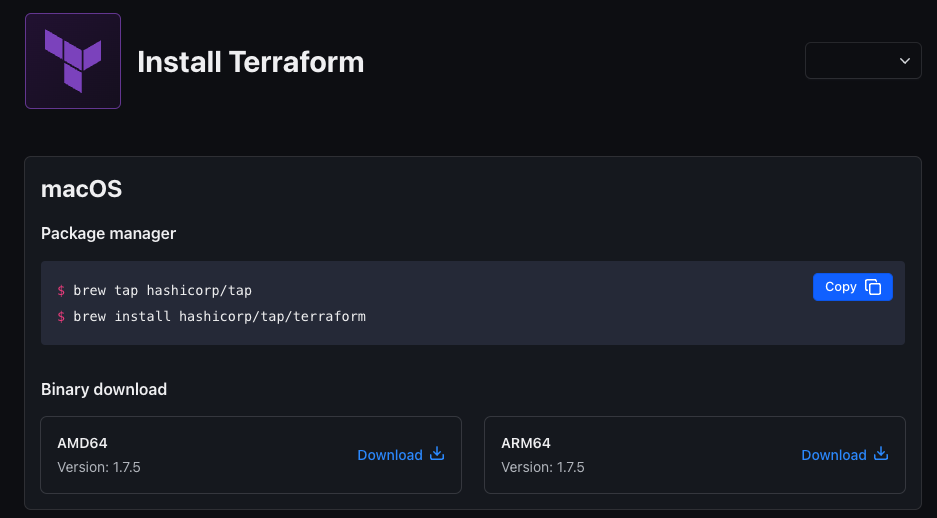 Install Terraform
macOS
Package manager
$ brew tap hashicorp/tap
$ brew install hashicorp/tap/terraform
Copy
Binary download
AMD64
Version: 1.7.5
Download
ARM64
Version: 1.7.5
Download